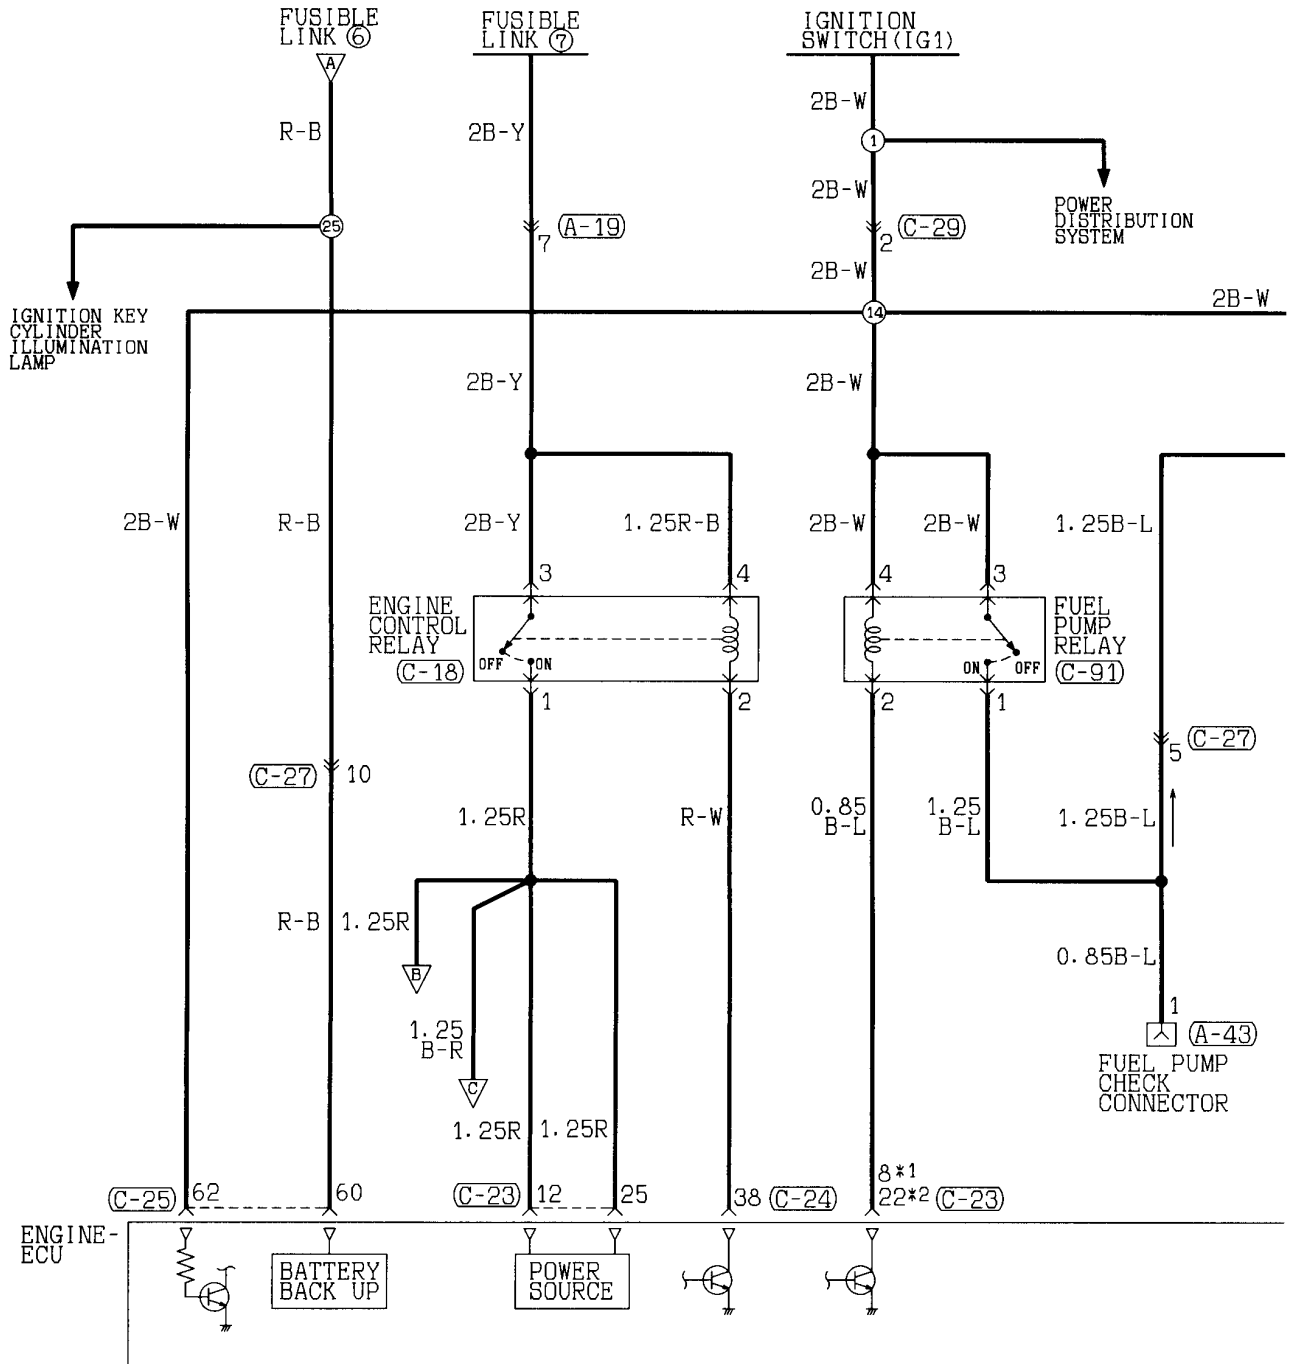 FUSIBLE
LINK ⑥
FUSIBLE
LINK ⑦
IGNITION
SWITCH(IG1)
A
2B-W
R-B
2B-Y
1
2B-W
POWER
DISTRIBUTION
SYSTEM
25
7
A-19
2
C-29
2B-W
IGNITION KEY
CYLINDER
ILLUMINATION
LAMP
14
2B-W
2B-Y
2B-W
2B-W
R-B
2B-Y
1.25R-B
2B-W
2B-W
1.25B-L
3
4
4
3
ENGINE
CONTROL
RELAY
C-18
OFF
ON
FUEL
PUMP
RELAY
C-91
ON
OFF
1
2
2
1
C-27
10
5
C-27
1.25R
R-W
0.85
B-L
1.25
B-L
1.25B-L
R-B
1.25R
B
0.85B-L
1.25
B-R
C
1
A-43
FUEL PUMP
CHECK
CONNECTOR
1.25R
1.25R
8*1
C-25
62
60
C-23
12
25
38
C-24
22*2
C-23
ENGINE-
ECU
BATTERY
BACK UP
POWER
SOURCE